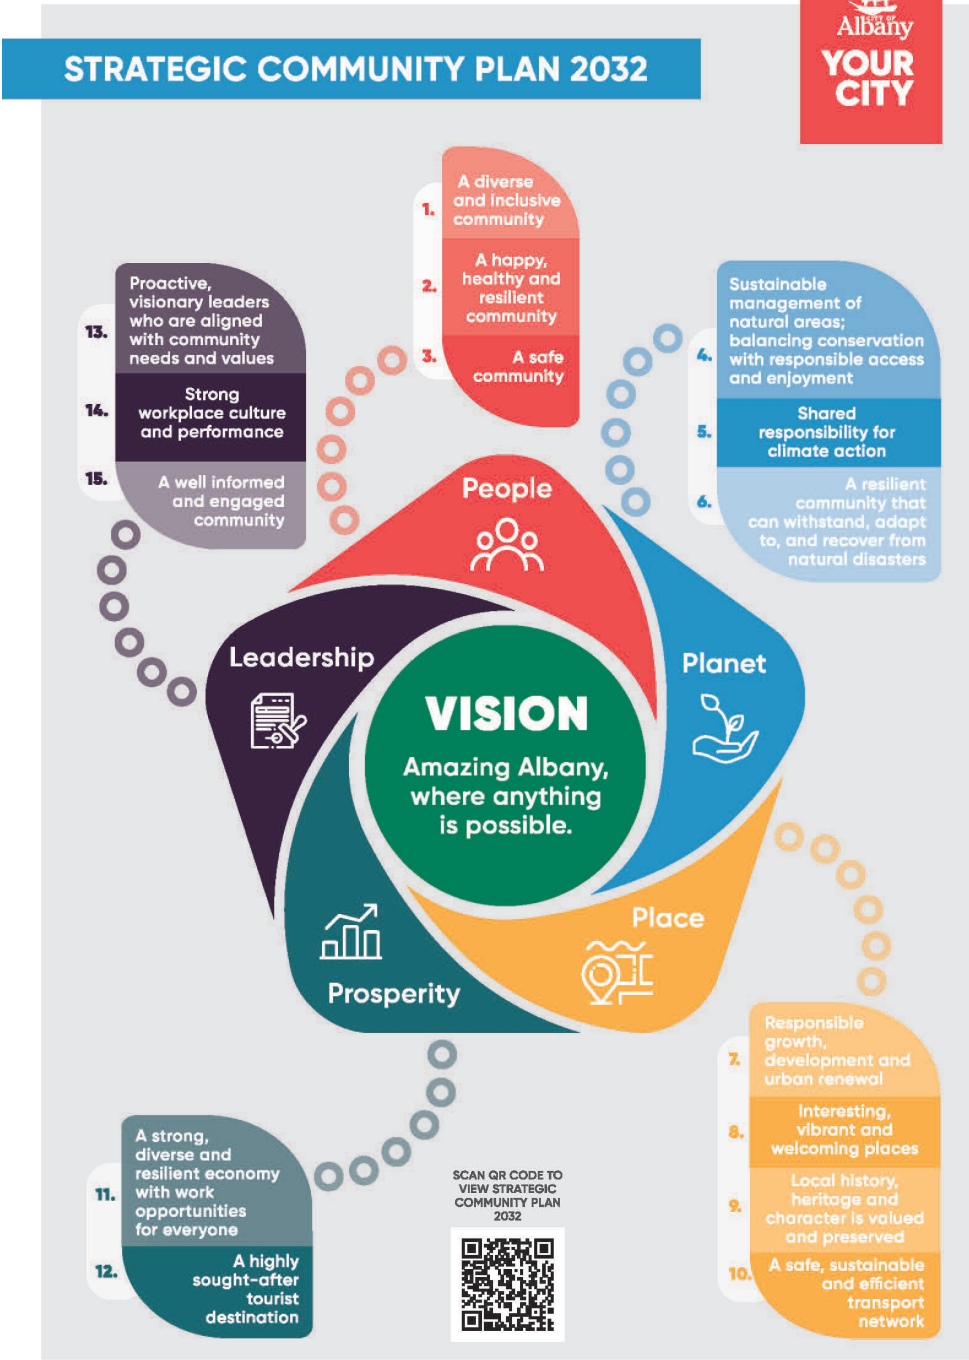 CITY OF
Albany
YOUR
CITY
STRATEGIC COMMUNITY PLAN 2032
1.
A diverse
and inclusive
community
2.
A happy,
healthy and
resilient
community
3.
A safe
community
13.
Proactive,
visionary leaders
who are aligned
with community
needs and values
14.
Strong
workplace culture
and performance
15.
A well informed
and engaged
community
4.
Sustainable
management of
natural areas;
balancing conservation
with responsible access
and enjoyment
5.
Shared
responsibility for
climate action
6.
A resilient
community that
can withstand, adapt
to, and recover from
natural disasters
People
Leadership
Planet
VISION
Amazing Albany,
where anything
is possible.
Place
Prosperity
7.
Responsible
growth,
development and
urban renewal
8.
Interesting,
vibrant and
welcoming places
9.
Local history,
heritage and
character is valued
and preserved
10.
A safe, sustainable
and efficient
transport
network
11.
A strong,
diverse and
resilient economy
with work
opportunities
for everyone
12.
A highly
sought-after
tourist
destination
SCAN QR CODE TO
VIEW STRATEGIC
COMMUNITY PLAN
2032